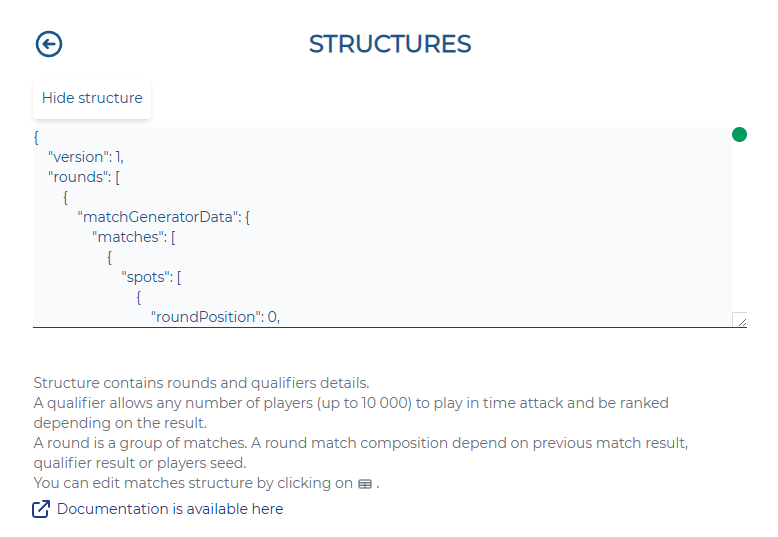 STRUCTURES
Hide structure
{
"version": 1,
"rounds": [
{
"matchGeneratorData": {
"matches": [
{
"spots": [
{
"roundPosition": 0,
Structure contains rounds and qualifiers details.
A qualifier allows any number of players (up to 10 000) to play in time attack and be ranked
depending on the result.
A round is a group of matches. A round match composition depend on previous match result,
qualifier result or players seed.
You can edit matches structure by clicking on .
Documentation is available here